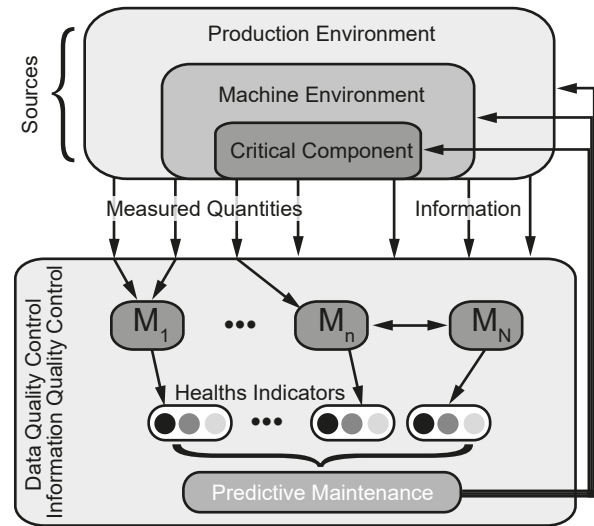 Production Environment
Sources
Machine Environment
Critical Component
Measured Quantities
Information
Data Quality Control
Information Quality Control
M1
•••
Mn
MN
Healths Indicators
•••
Predictive Maintenance